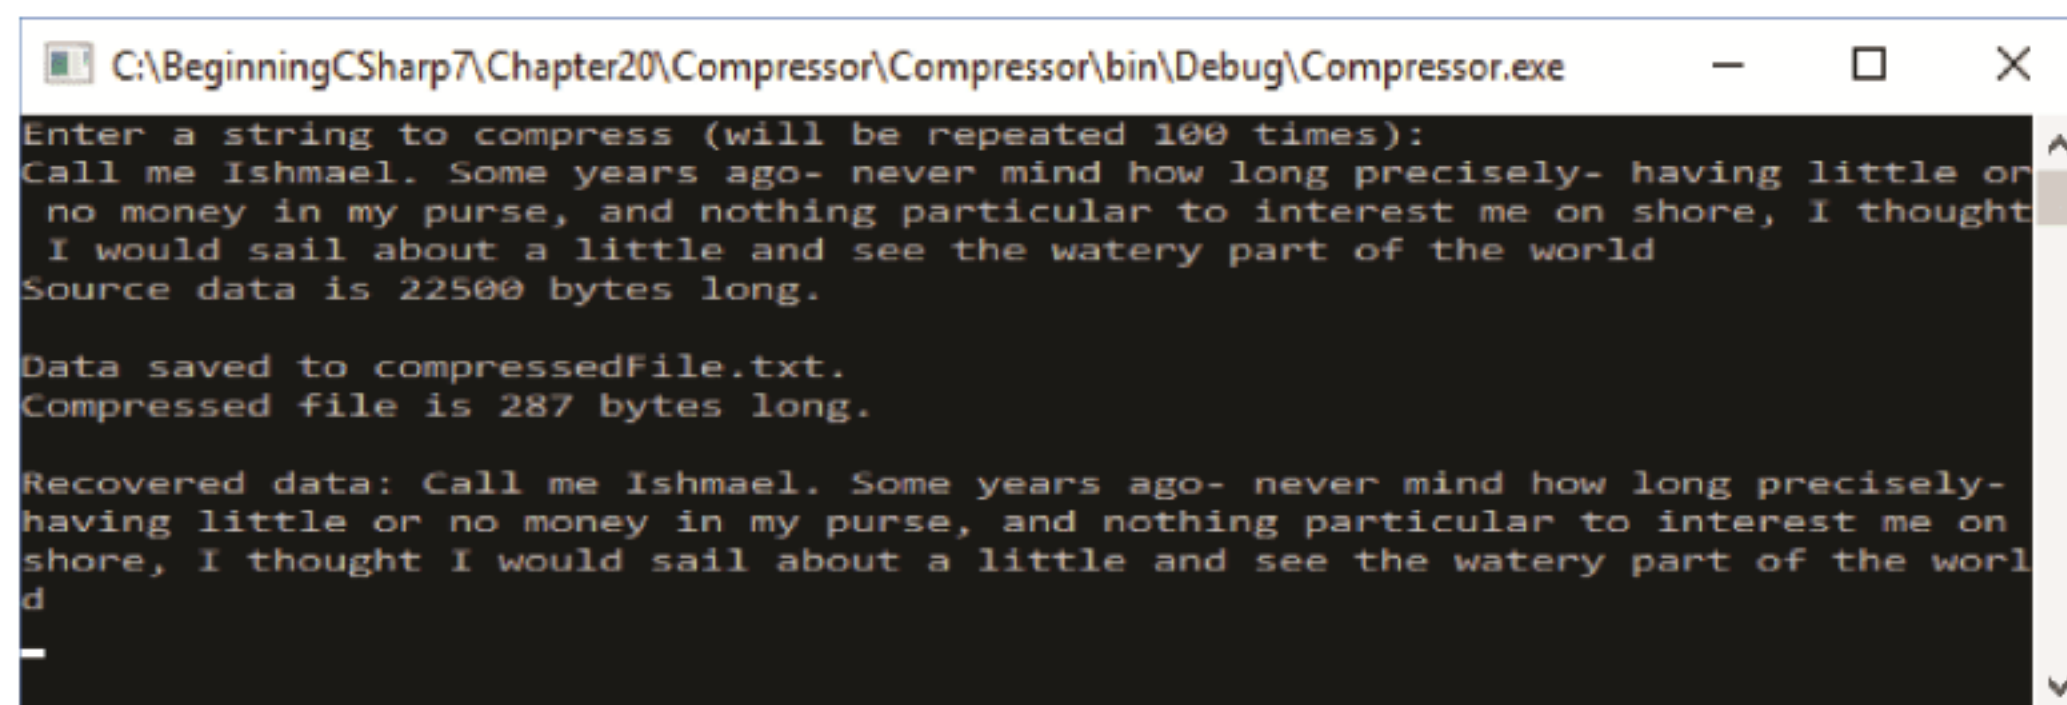 C:\BeginningCSharp7\Chapter20\Compressor\Compressor\bin\Debug\Compressor.exe
Enter a string to compress (will be repeated 100 times):
Call me Ishmael. Some years ago- never mind how long precisely- having little or
no money in my purse, and nothing particular to interest me on shore, I thought
I would sail about a little and see the watery part of the world
Source data is 22500 bytes long.
Data saved to compressedFile.txt.
Compressed file is 287 bytes long.
Recovered data: Call me Ishmael. Some years ago- never mind how long precisely-
having little or no money in my purse, and nothing particular to interest me on
shore, I thought I would sail about a little and see the watery part of the worl
d